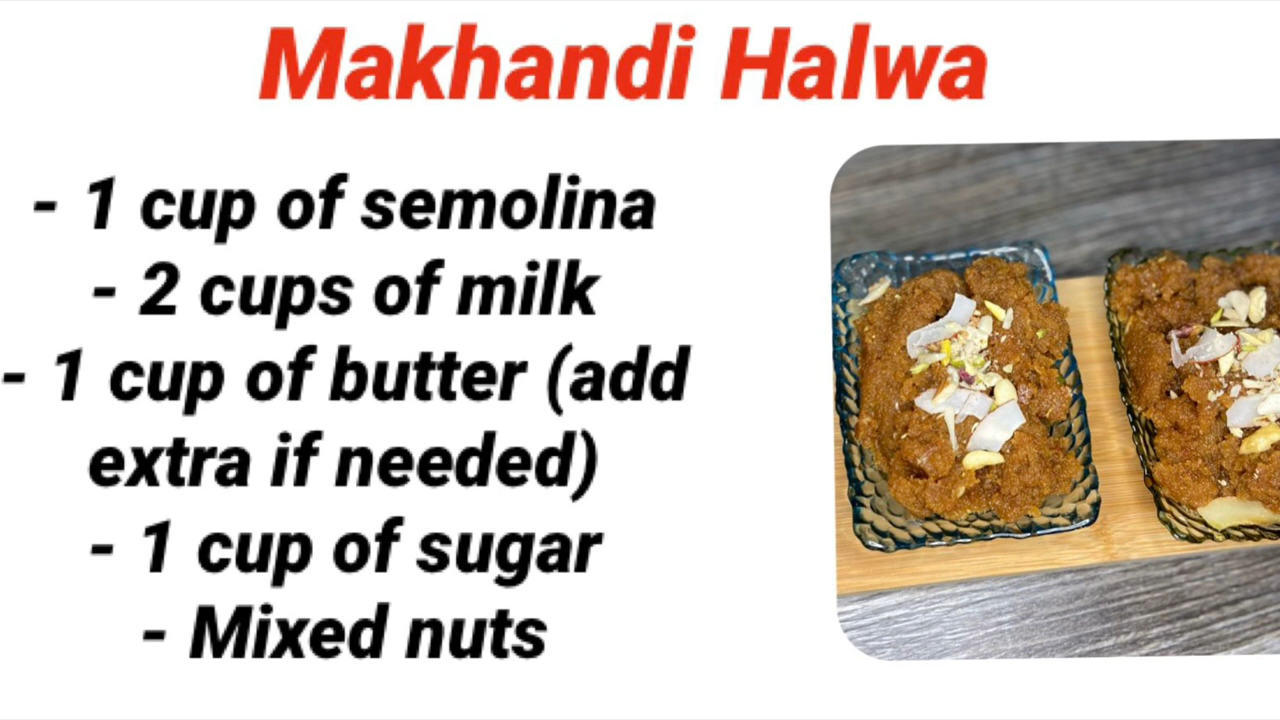 Makhandi Halwa
- 1 cup of semolina
- 2 cups of milk
- 1 cup of butter (add
extra if needed)
- 1 cup of sugar
- Mixed nuts